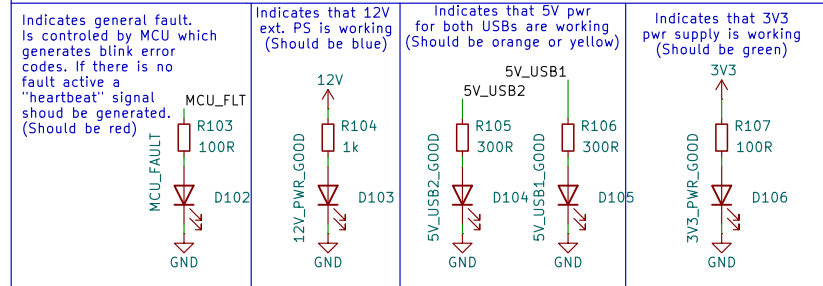 Indicates general fault.
Is controled by MCU which
generates blink error
codes. If there is no
fault active a
"heartbeat" signal
shoud be generated.
(Should be red)
MCU_FLT
R103
100R
MCU_FAULT
D102
GND
Indicates that 12V
ext. PS is working
(Should be blue)
12V
R104
1k
12V_PWR_GOOD
D103
GND
Indicates that 5V pwr
for both USBs are working
(Should be orange or yellow)
5V_USB1
5V_USB2
R105
300R
5V_USB2_GOOD
D104
GND
R106
300R
5V_USB1_GOOD
D105
GND
Indicates that 3V3
pwr supply is working
(Should be green)
3V3
R107
100R
3V3_PWR_GOOD
D106
GND